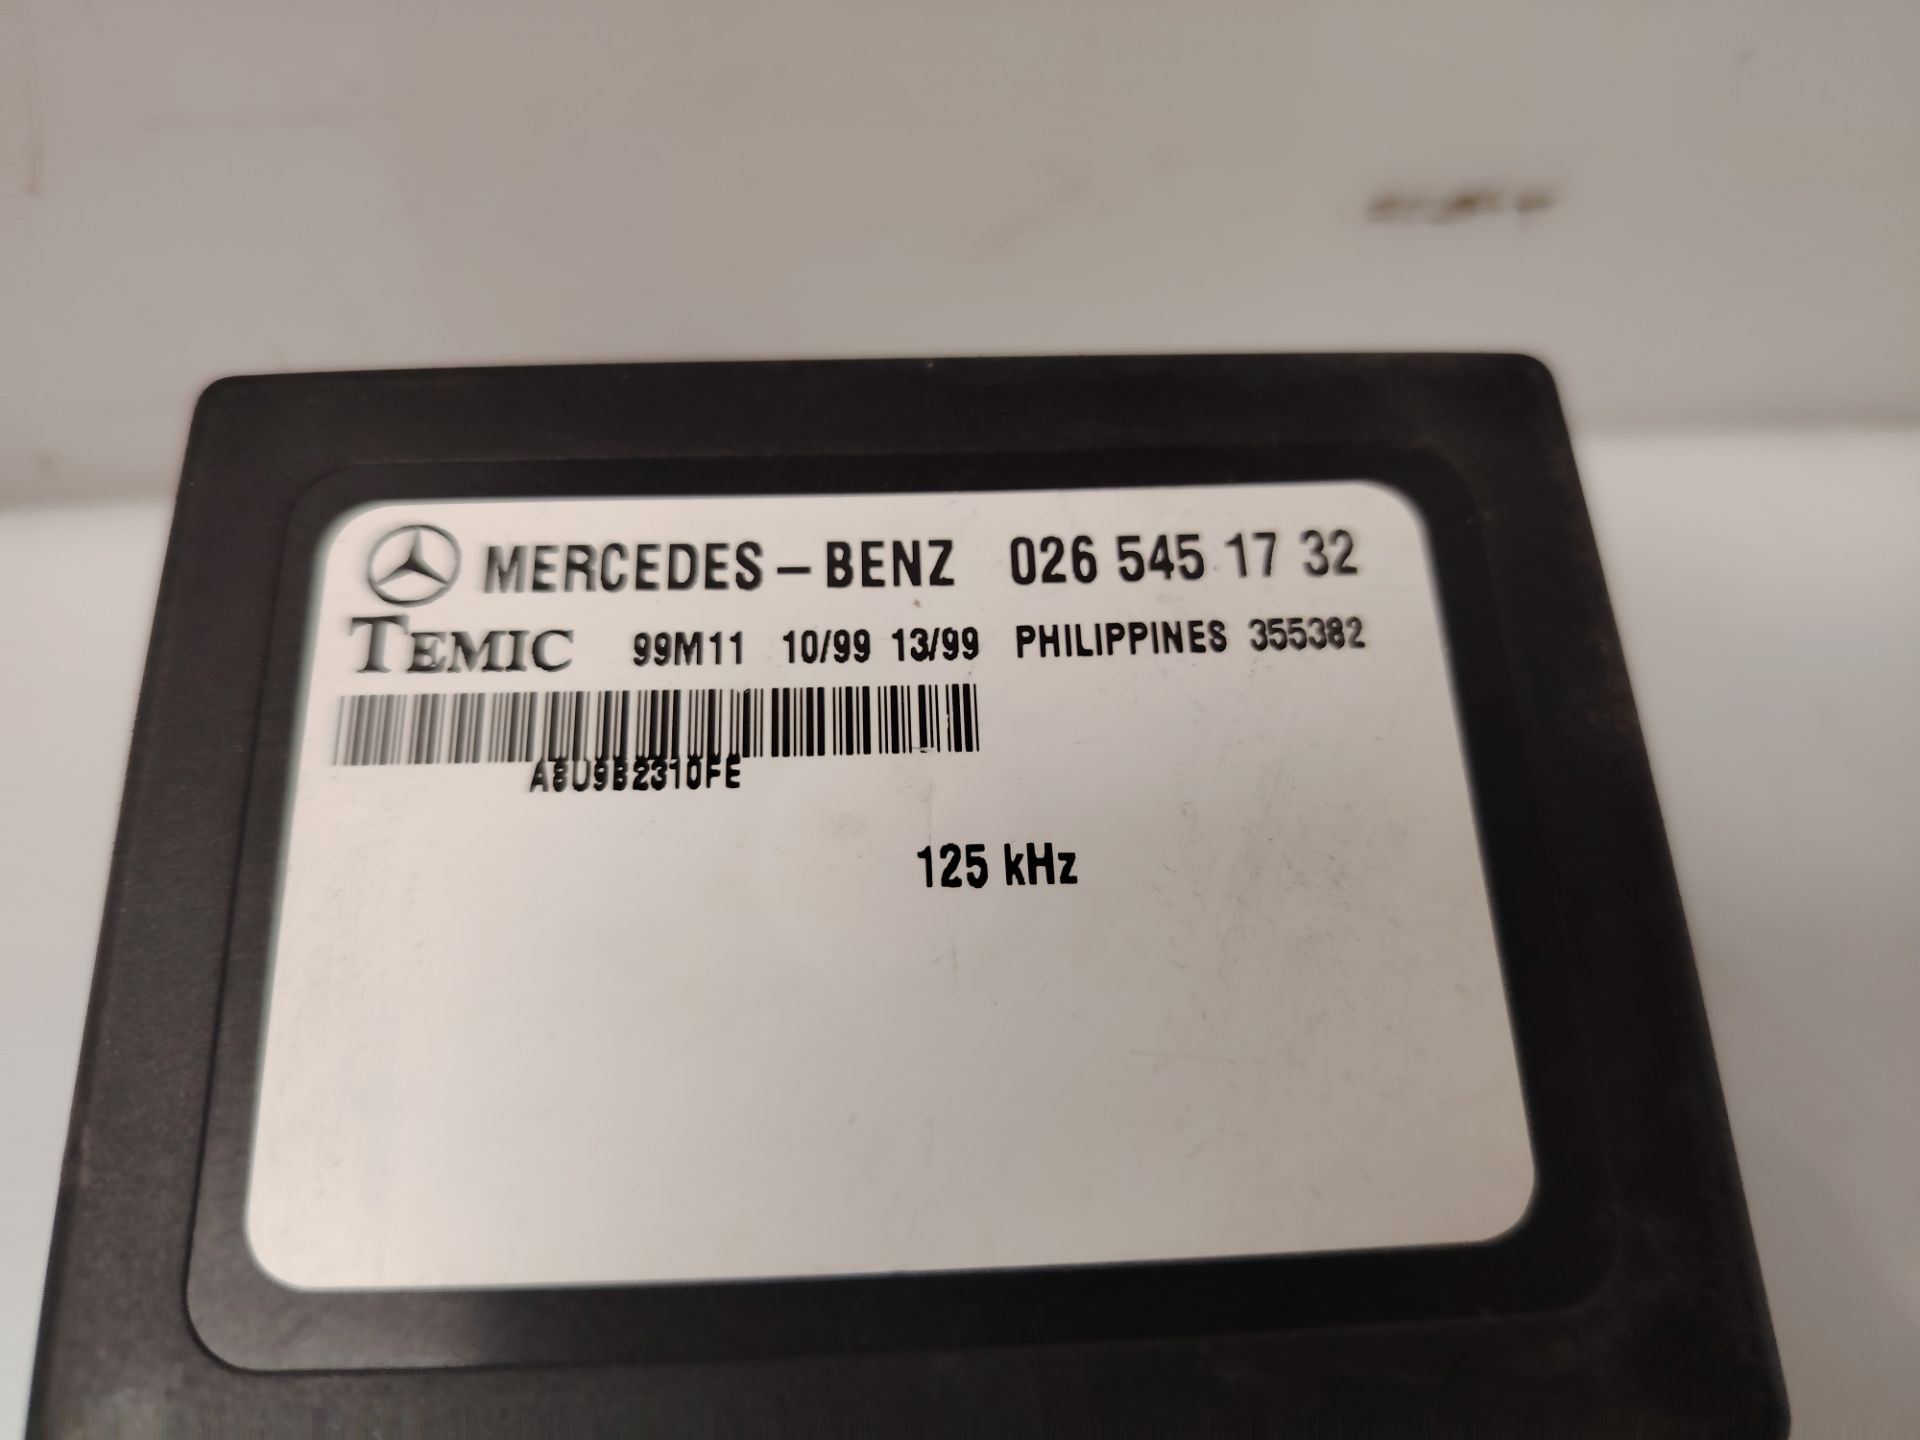 MERCEDES-BENZ 026 545 17 32
TEMIC 99M11 10/99 13/99 PHILIPPINES 355382
A8U9B2310FE
125 kHz